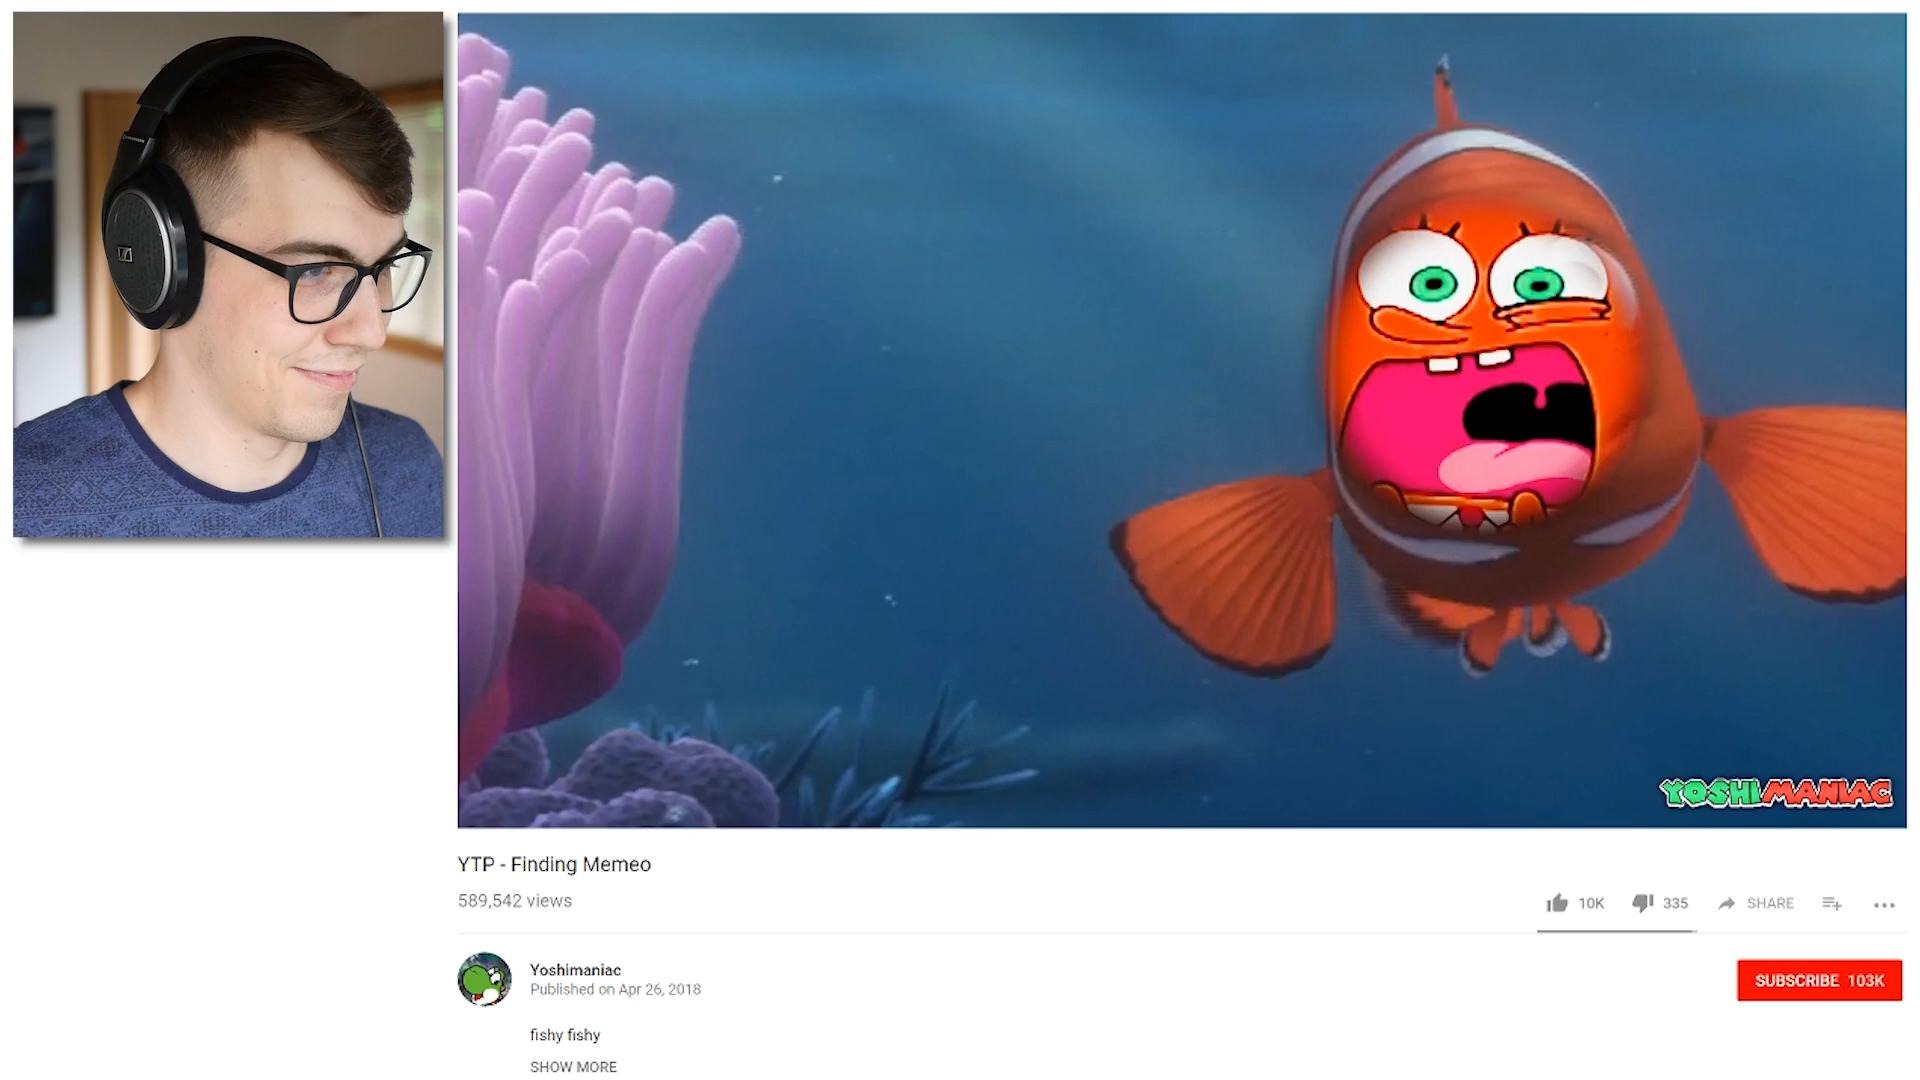 YOSHIMANIAC
YTP - Finding Memeo
589,542 views
10K
335
SHARE
Yoshimaniac
Published on Apr 26, 2018
SUBSCRIBE 103K
fishy fishy
SHOW MORE